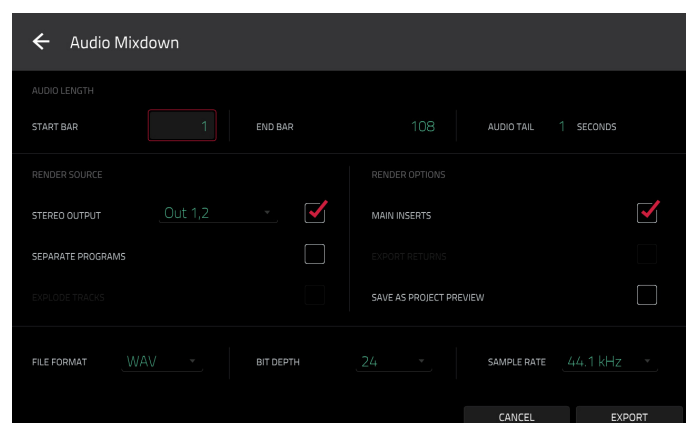 Audio Mixdown
AUDIO LENGTH
START BAR 1 END BAR 108 AUDIO TAIL 1 SECONDS
RENDER SOURCE RENDER OPTIONS
STEREO OUTPUT Out 1,2 MAIN INSERTS
SEPARATE PROGRAMS EXPORT RETURNS
EXPLODE TRACKS SAVE AS PROJECT PREVIEW
FILE FORMAT WAV BIT DEPTH 24 SAMPLE RATE 44.1 kHz
CANCEL EXPORT